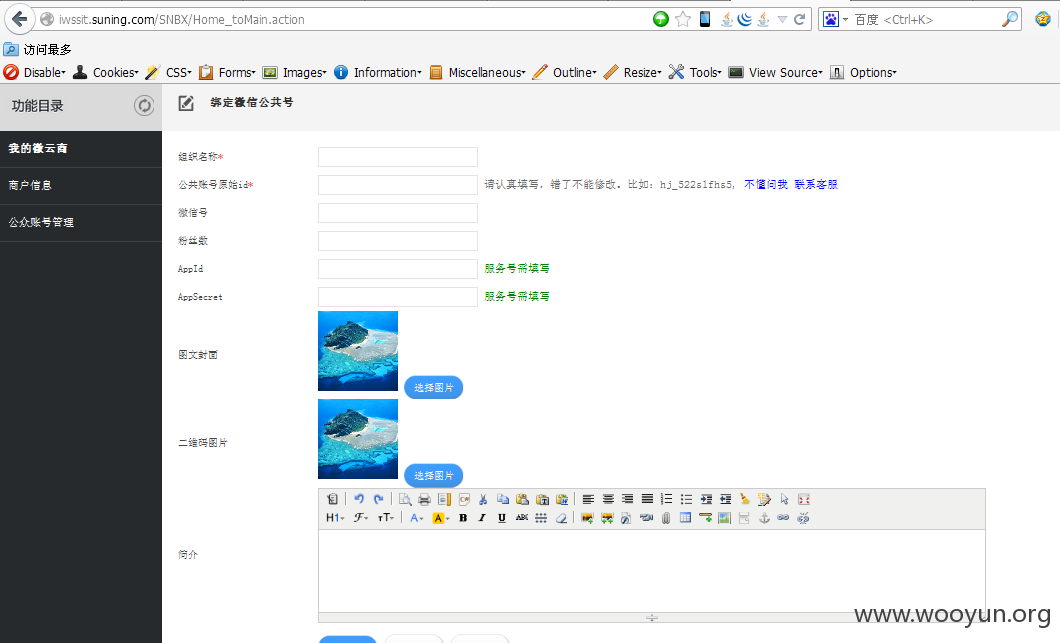 iwssit.suning.com/SNBX/Home_toMain.action
百度 <Ctrl+K>
访问最多
Disable Cookies CSS Forms Images Information Miscellaneous Outline Resize Tools View Source Options
功能目录
绑定微信公共号
我的微云商
商户信息
公众账号管理
组织名称*
公共账号原始id* 请认真填写，错了不能修改。比如：hj_522slfhs5， 不懂问我 联系客服
微信号
粉丝数
AppId 服务号需填写
AppSecret 服务号需填写
图文封面 选择图片
二维码图片 选择图片
H1 F тT A A B I U ABC
简介
www.wooyun.org